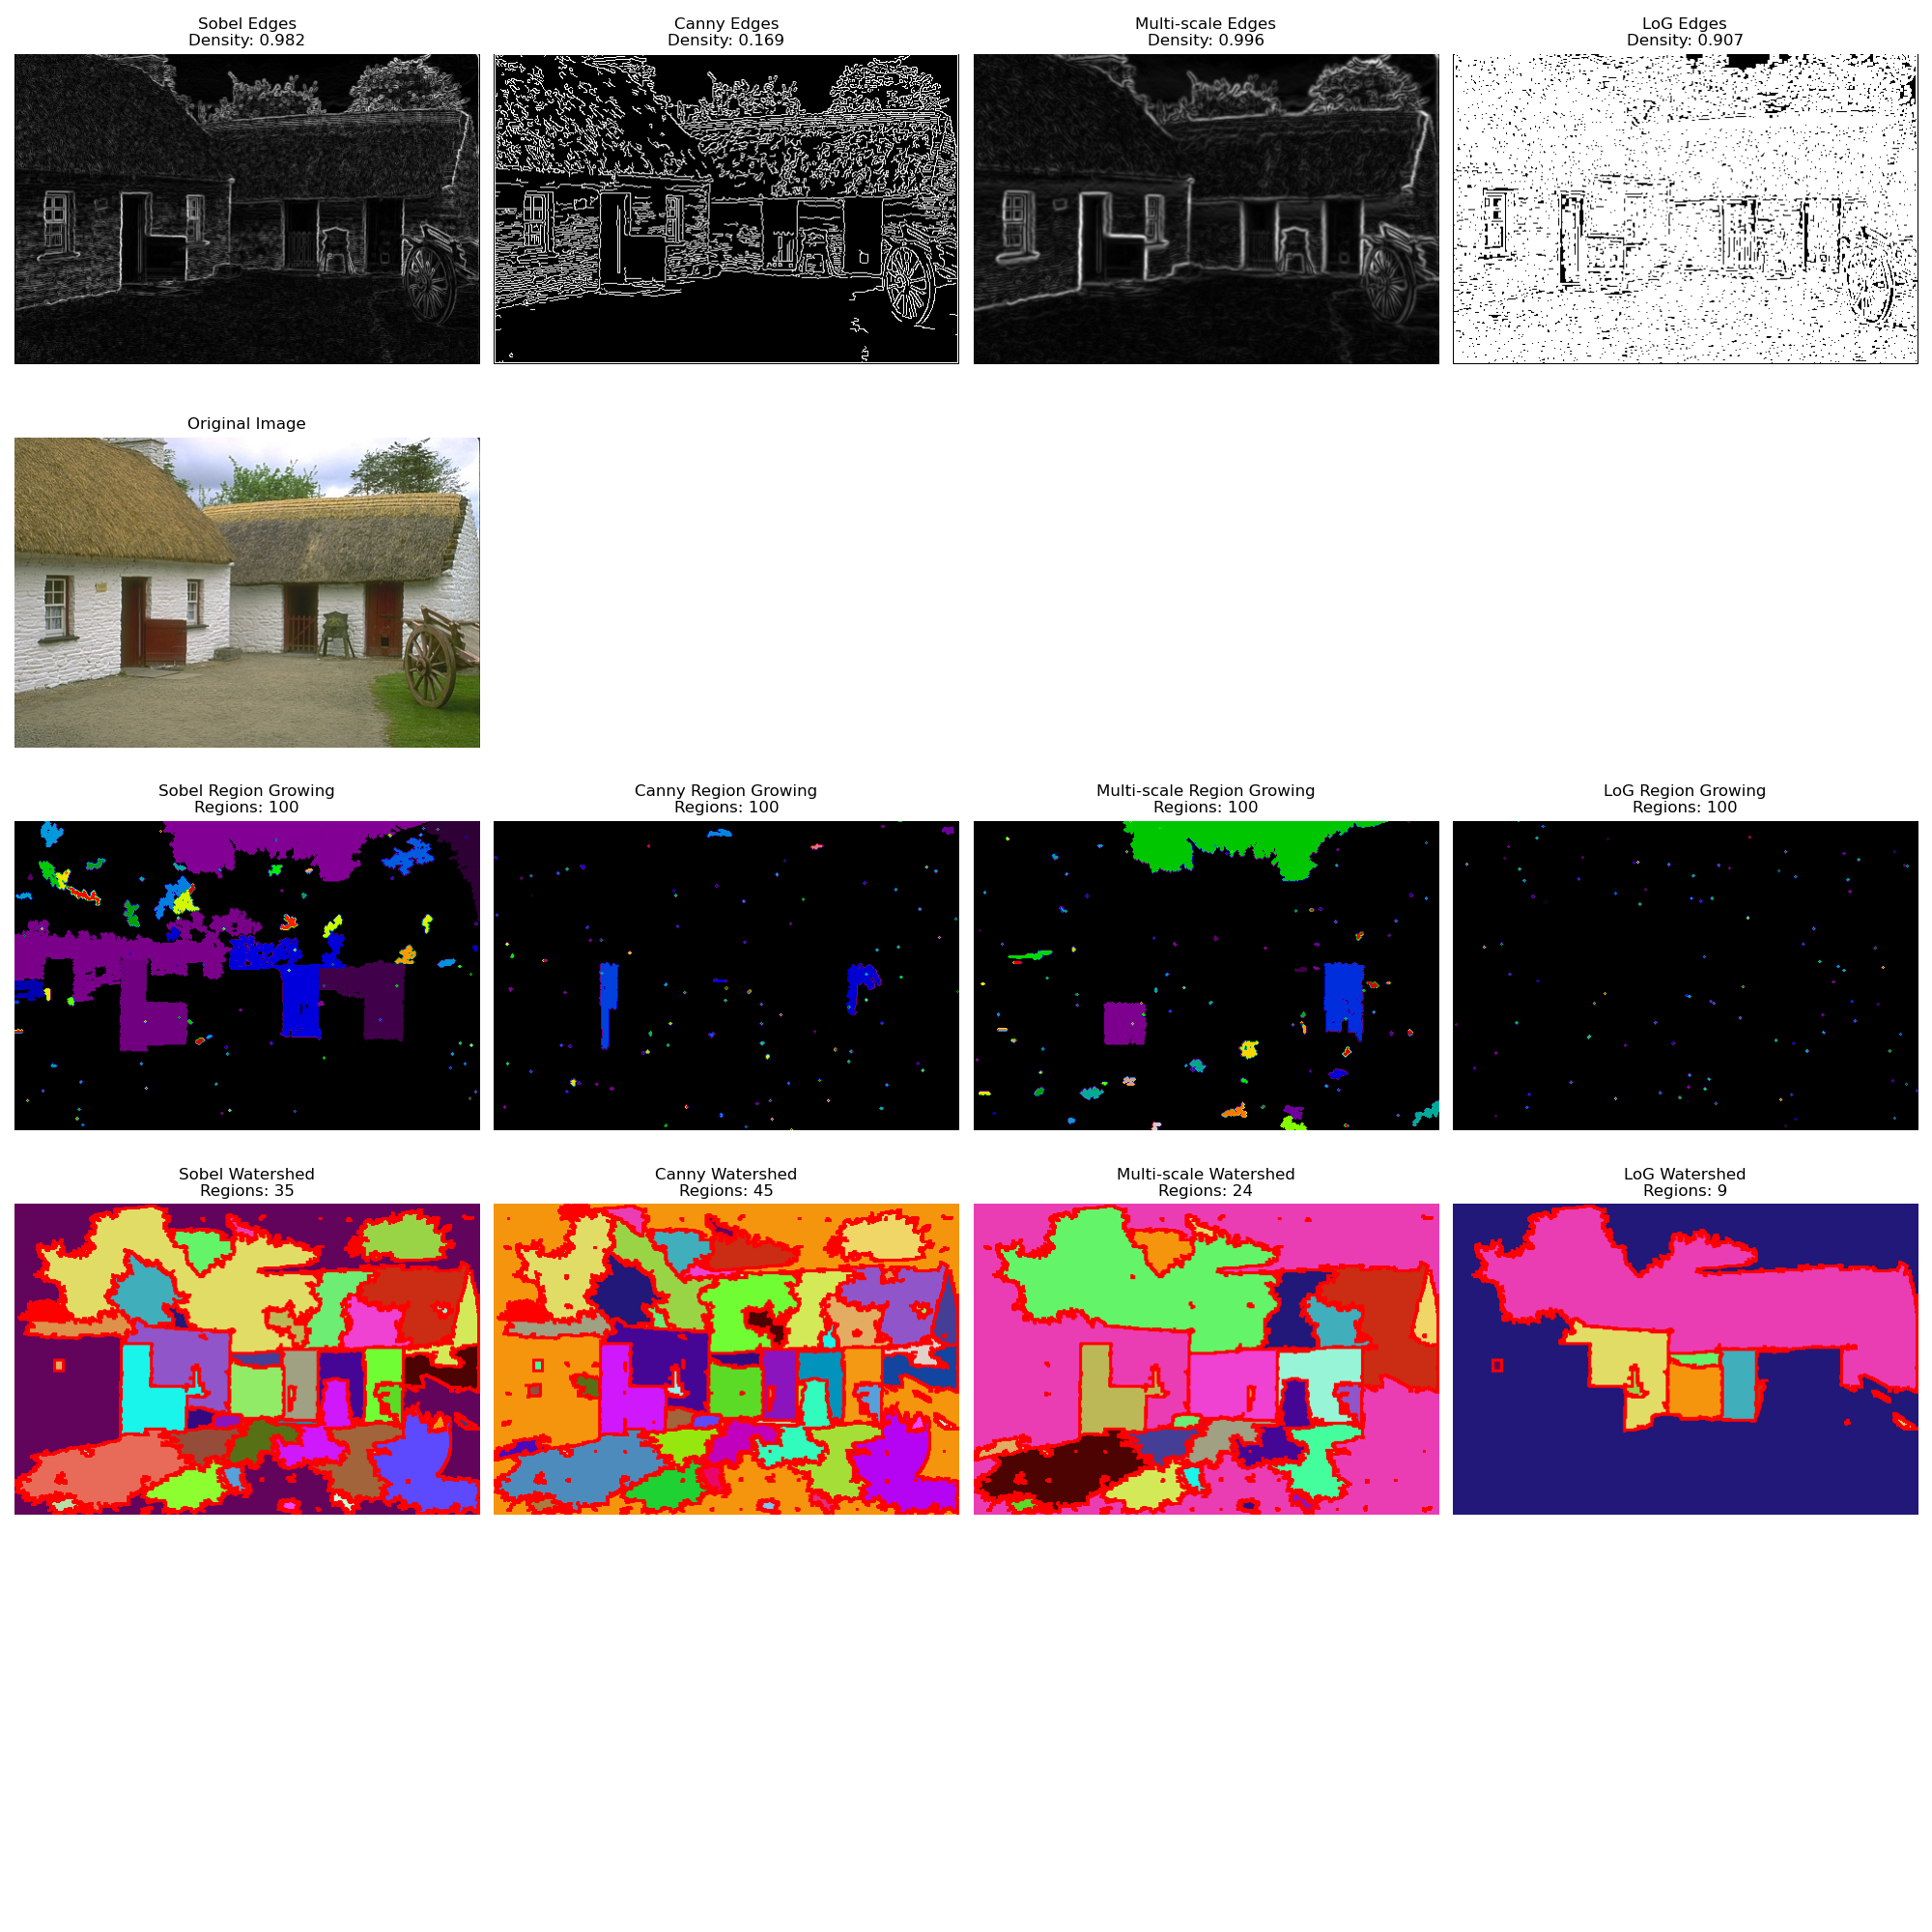 Sobel Edges
Density: 0.982
Canny Edges
Density: 0.169
Multi-scale Edges
Density: 0.996
LoG Edges
Density: 0.907
Original Image
Sobel Region Growing
Regions: 100
Canny Region Growing
Regions: 100
Multi-scale Region Growing
Regions: 100
LoG Region Growing
Regions: 100
Sobel Watershed
Regions: 35
Canny Watershed
Regions: 45
Multi-scale Watershed
Regions: 24
LoG Watershed
Regions: 9